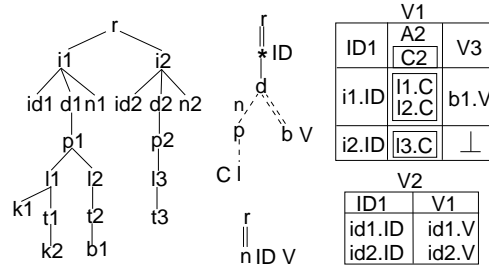 r
i1 i2
id1 d1 n1 id2 d2 n2
p1 p2
l1 l2 l3
k1 t1 t2 t3
k2 b1
r
* ID
d
n
p b V
C l
r
n ID V
V1
ID1 A2 V3
C2
i1.ID l1.C b1.V
l2.C
i2.ID l3.C ⊥
V2
ID1 V1
id1.ID id1.V
id2.ID id2.V